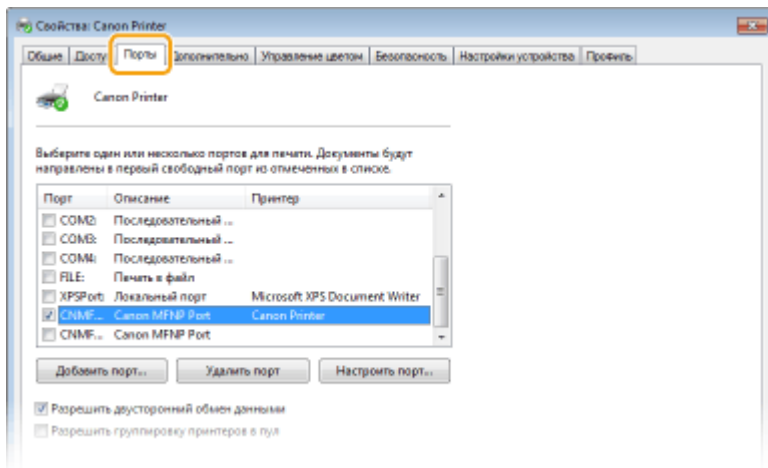 Свойства: Canon Printer
Общие Досту Порты Дополнительно Управление цветом Безопасность Настройки устройства Профиль
Canon Printer
Выберите один или несколько портов для печати. Документы будут
направлены в первый свободный порт из отмеченных в списке.
Порт Описание Принтер
COM2: Последовательный ...
COM3: Последовательный ...
COM4: Последовательный ...
FILE: Печать в файл
XPSPort: Локальный порт Microsoft XPS Document Writer
CNMF... Canon MFNP Port Canon Printer
CNMF... Canon MFNP Port
Добавить порт... Удалить порт Настроить порт...
Разрешить двусторонний обмен данными
Разрешить группировку принтеров в пул